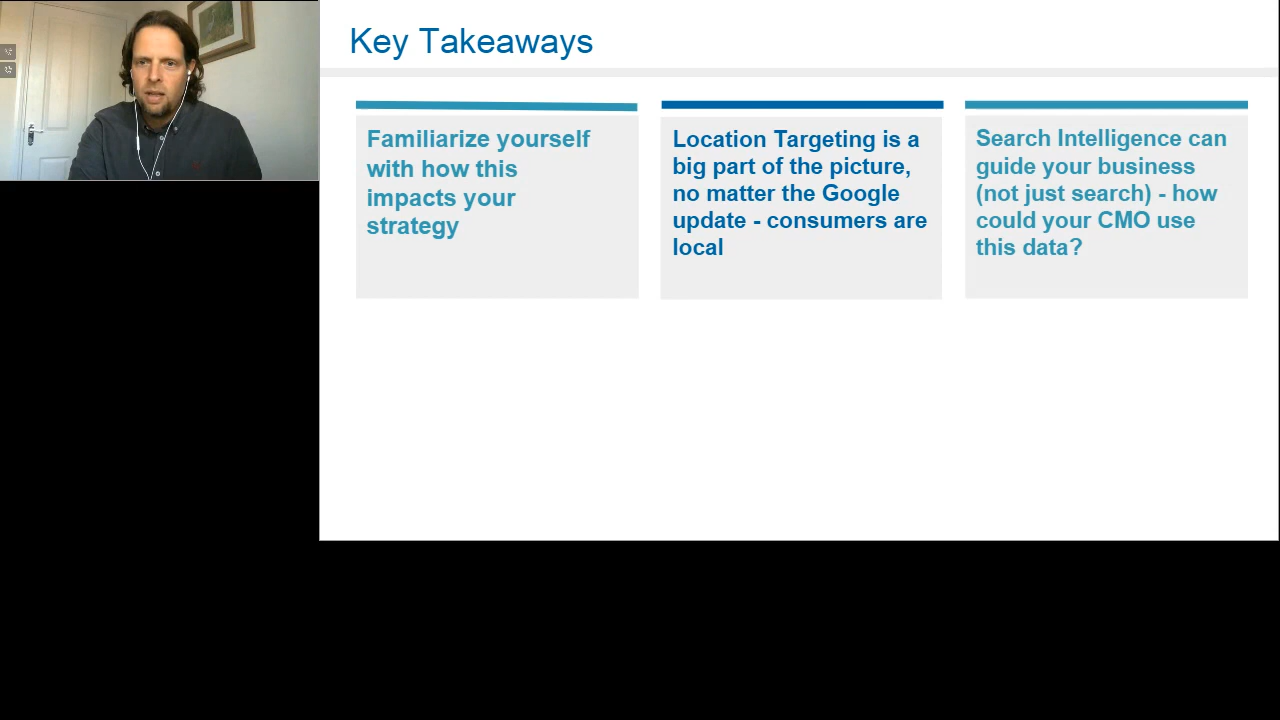 Key Takeaways
Familiarize yourself
with how this
impacts your
strategy
Location Targeting is a
big part of the picture,
no matter the Google
update - consumers are
local
Search Intelligence can
guide your business
(not just search) - how
could your CMO use
this data?